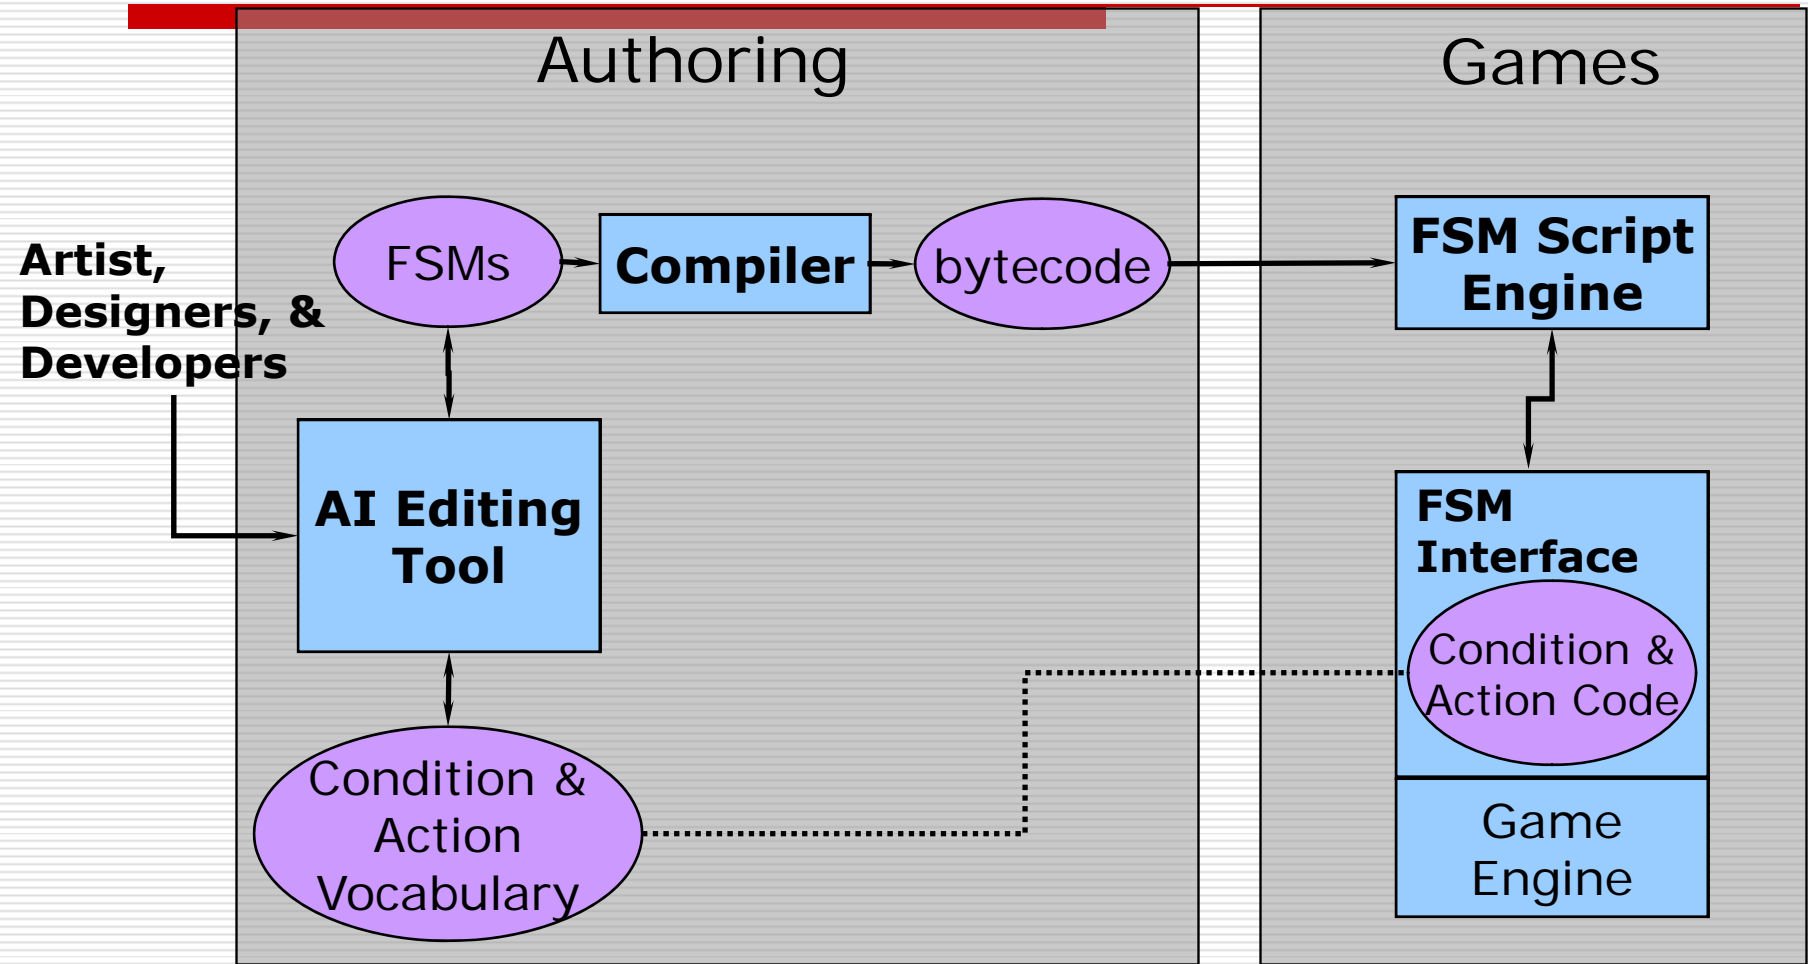 Authoring
Games
Artist,
Designers, &
Developers
FSMs
Compiler
bytecode
FSM Script
Engine
AI Editing
Tool
FSM
Interface
Condition &
Action Code
Condition &
Action
Vocabulary
Game
Engine